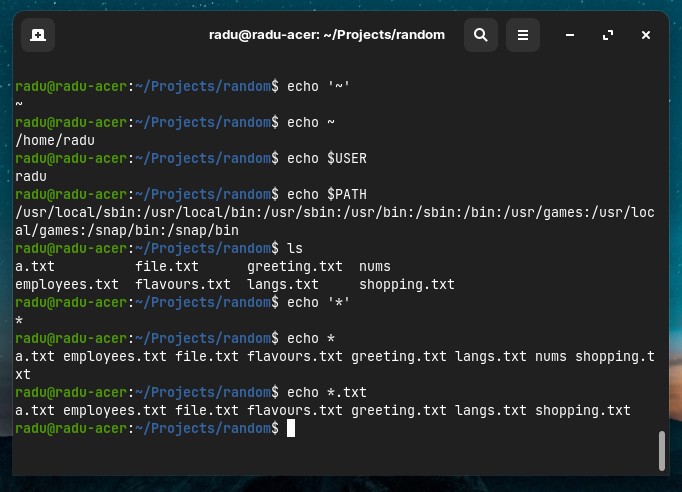 radu@radu-acer: ~/Projects/random
radu@radu-acer:~/Projects/random$ echo '~'
~
radu@radu-acer:~/Projects/random$ echo ~
/home/radu
radu@radu-acer:~/Projects/random$ echo $USER
radu
radu@radu-acer:~/Projects/random$ echo $PATH
/usr/local/sbin:/usr/local/bin:/usr/sbin:/usr/bin:/sbin:/bin:/usr/games:/usr/loc
al/games:/snap/bin:/snap/bin
radu@radu-acer:~/Projects/random$ ls
a.txt          file.txt      greeting.txt  nums
employees.txt  flavours.txt  langs.txt     shopping.txt
radu@radu-acer:~/Projects/random$ echo '*'
*
radu@radu-acer:~/Projects/random$ echo *
a.txt employees.txt file.txt flavours.txt greeting.txt langs.txt nums shopping.t
xt
radu@radu-acer:~/Projects/random$ echo *.txt
a.txt employees.txt file.txt flavours.txt greeting.txt langs.txt shopping.txt
radu@radu-acer:~/Projects/random$